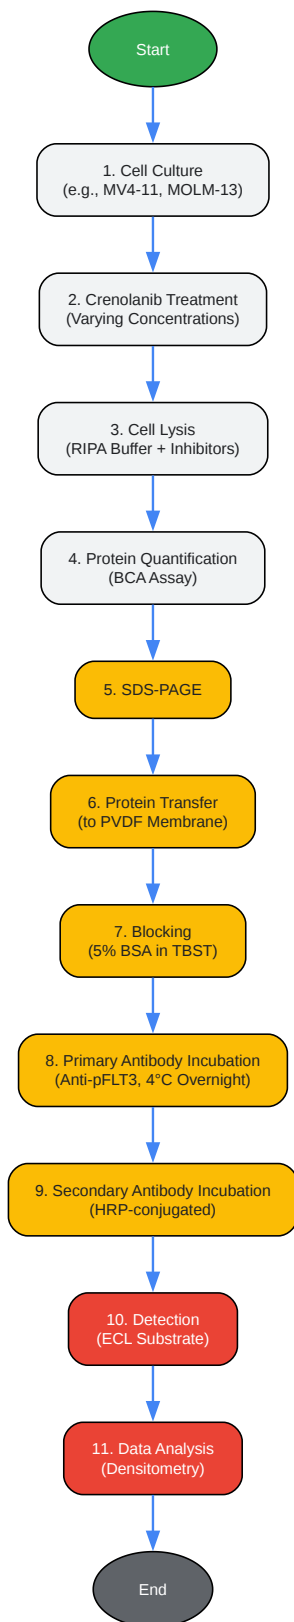 Start
1. Cell Culture
(e.g., MV4-11, MOLM-13)
2. Crenolanib Treatment
(Varying Concentrations)
3. Cell Lysis
(RIPA Buffer + Inhibitors)
4. Protein Quantification
(BCA Assay)
5. SDS-PAGE
6. Protein Transfer
(to PVDF Membrane)
7. Blocking
(5% BSA in TBST)
8. Primary Antibody Incubation
(Anti-pFLT3, 4°C Overnight)
9. Secondary Antibody Incubation
(HRP-conjugated)
10. Detection
(ECL Substrate)
11. Data Analysis
(Densitometry)
End